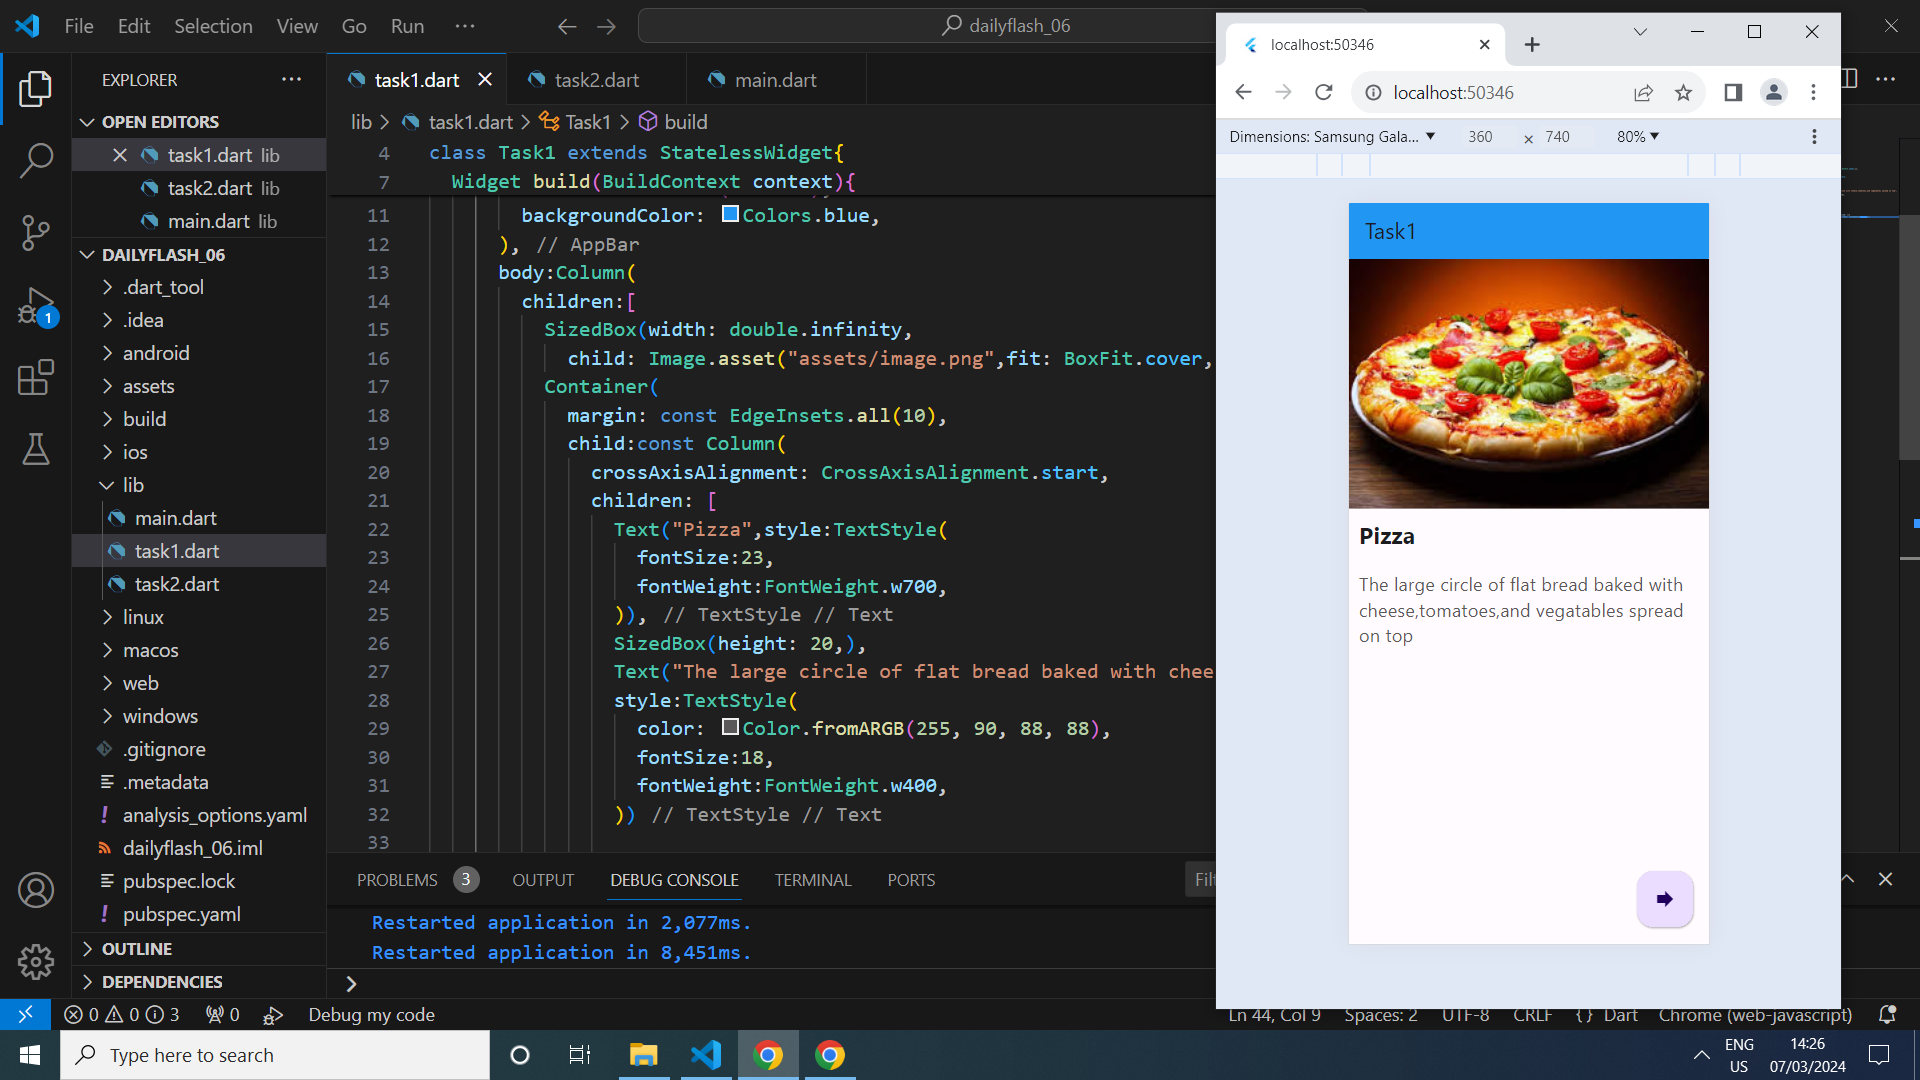 File Edit Selection View Go Run ··· dailyflash_06
EXPLORER
OPEN EDITORS
task1.dart lib
task2.dart lib
main.dart lib
DAILYFLASH_06
.dart_tool
.idea
android
assets
build
ios
lib
main.dart
task1.dart
task2.dart
linux
macos
web
windows
.gitignore
.metadata
analysis_options.yaml
dailyflash_06.iml
pubspec.lock
pubspec.yaml
OUTLINE
DEPENDENCIES
1
task1.dart task2.dart main.dart
lib > task1.dart > Task1 > build
4 class Task1 extends StatelessWidget{
7 Widget build(BuildContext context){
11 backgroundColor: Colors.blue,
12 ), // AppBar
13 body:Column(
14 children:[
15 SizedBox(width: double.infinity,
16 child: Image.asset("assets/image.png",fit: BoxFit.cover,
17 Container(
18 margin: const EdgeInsets.all(10),
19 child:const Column(
20 crossAxisAlignment: CrossAxisAlignment.start,
21 children: [
22 Text("Pizza",style:TextStyle(
23 fontSize:23,
24 fontWeight:FontWeight.w700,
25 )), // TextStyle // Text
26 SizedBox(height: 20,),
27 Text("The large circle of flat bread baked with chee
28 style:TextStyle(
29 color: Color.fromARGB(255, 90, 88, 88),
30 fontSize:18,
31 fontWeight:FontWeight.w400,
32 )) // TextStyle // Text
33
PROBLEMS 3 OUTPUT DEBUG CONSOLE TERMINAL PORTS Filt
Restarted application in 2,077ms.
Restarted application in 8,451ms.
localhost:50346
localhost:50346
Dimensions: Samsung Gala... 360 × 740 80%
Task1
Pizza
The large circle of flat bread baked with
cheese,tomatoes,and vegatables spread
on top
0 0 3 0 Debug my code Ln 44, Col 9 Spaces: 2 UTF-8 CRLF {} Dart Chrome (web-javascript)
Type here to search
ENG
US
14:26
07/03/2024